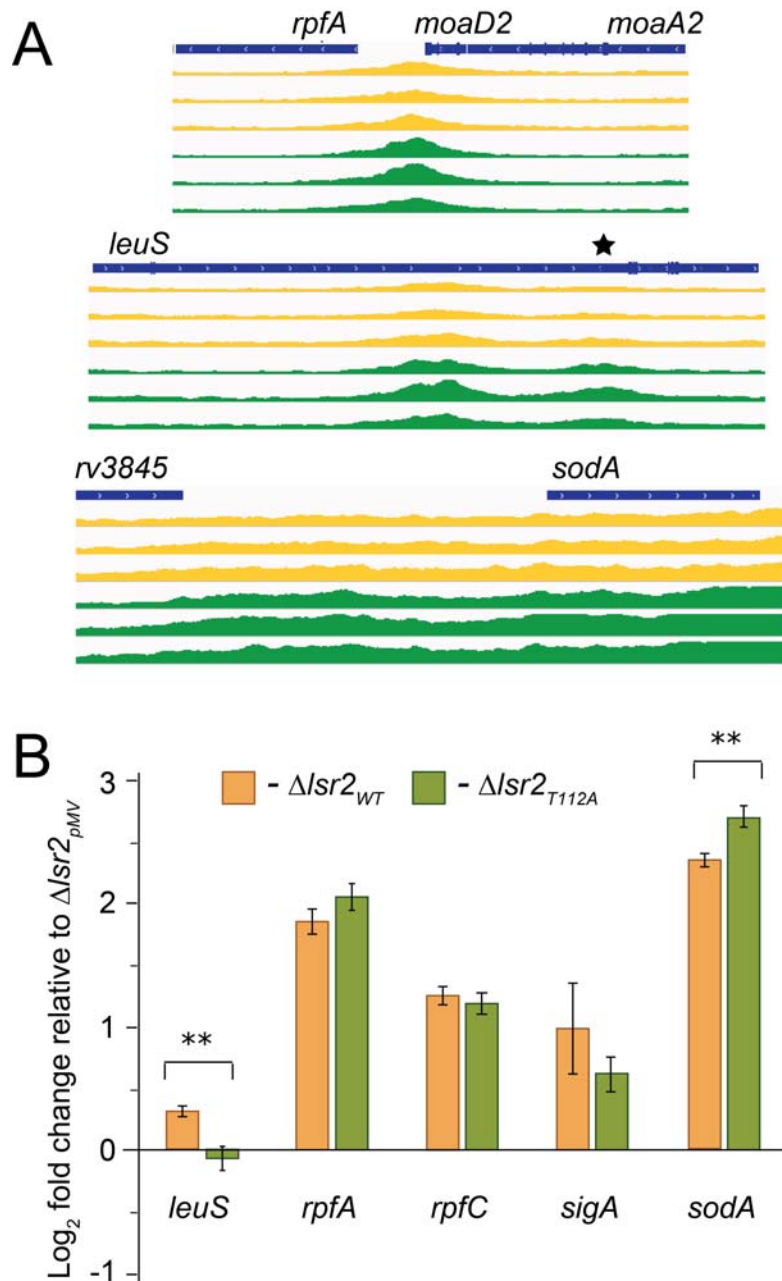 A
rpfA moaD2 moaA2
leuS ★
rv3845 sodA
B
**
3
- Δlsr2WT - Δlsr2T112A
2
1
**
0
-1
Log2 fold change relative to Δlsr2pMV
leuS rpfA rpfC sigA sodA